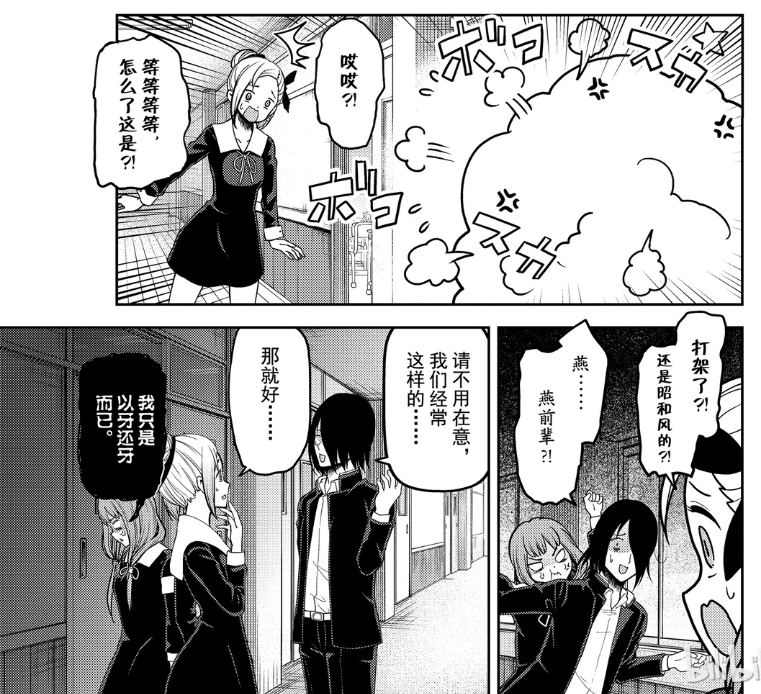 ボコ
スカ
哎哎?!
ボコ
スカ
等等等等，
怎么了这是?!
打架了?!
还是昭和风的?!
燕……
燕前辈?!
请不用在意，
我们经常
这样的……
那就好……
我只是
以牙还牙
而已。
bilibili